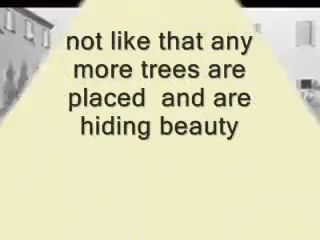 not like that any
more trees are
placed  and are
hiding beauty